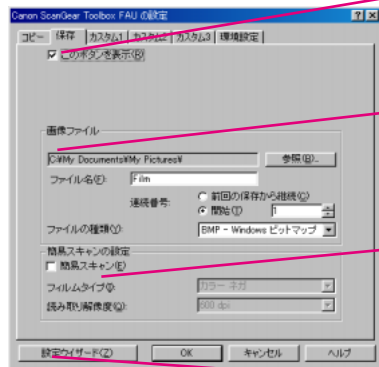 Canon ScanGear Toolbox FAU の設定
コピー 保存 カスタム1 カスタム2 カスタム3 環境設定
このボタンを表示(B)
画像ファイル
C:¥My Documents¥My Pictures¥ 参照(B)...
ファイル名(F): Film
連続番号: 前回の保存から継続(C)
開始(T) 1
ファイルの種類(Y): BMP - Windows ビットマップ
簡易スキャンの設定
簡易スキャン(E)
フィルムタイプ(I): カラー ネガ
読み取り解像度(Q): 600 dpi
設定ウィザード(Z) OK キャンセル ヘルプ